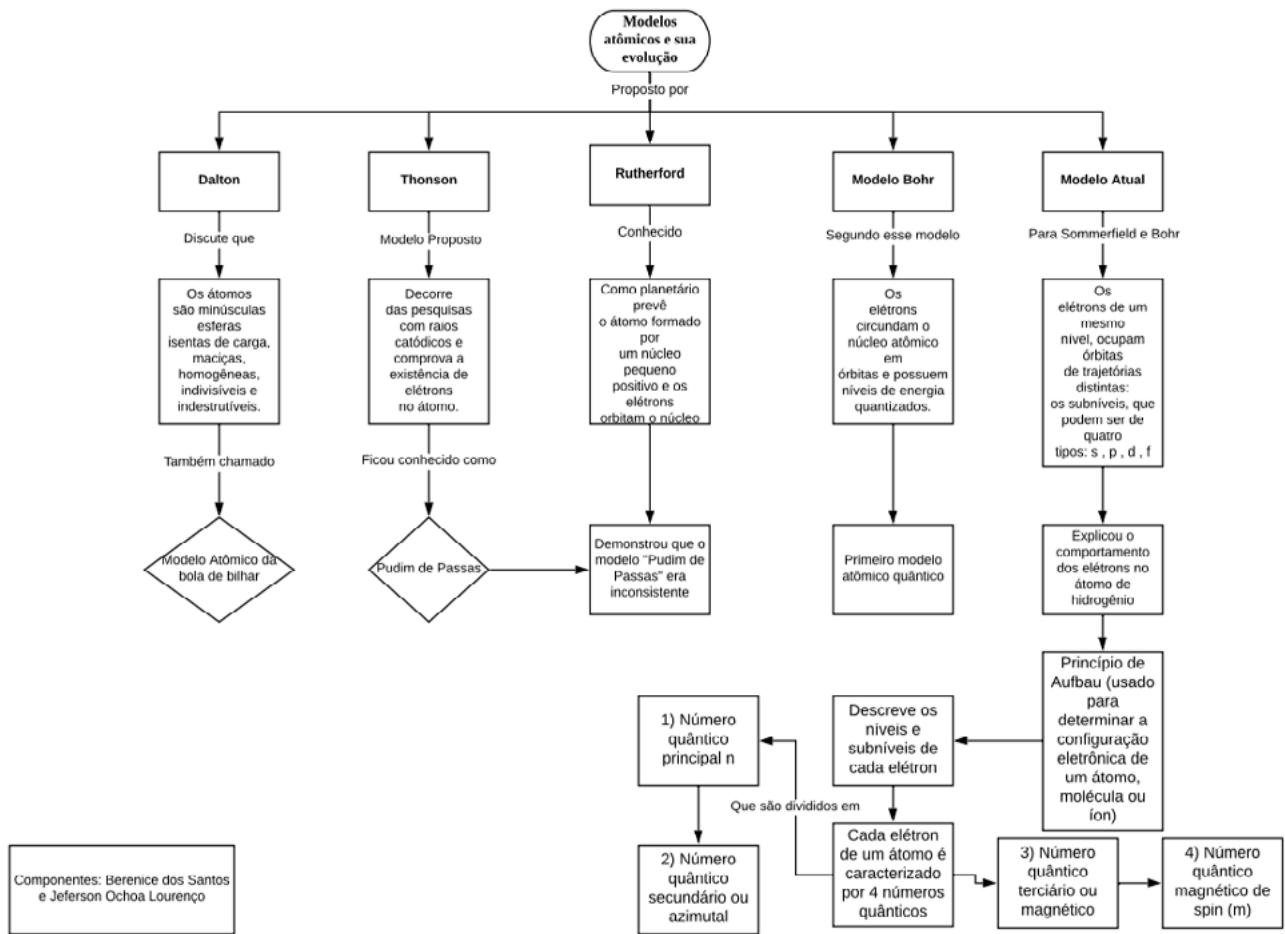 Modelos
atômicos e sua
evolução
Proposto por
Dalton
Thonson
Rutherford
Modelo Bohr
Modelo Atual
Discute que
Modelo Proposto
Conhecido
Segundo esse modelo
Para Sommerfield e Bohr
Os átomos
são minúsculas
esferas
isentas de carga,
maciças,
homogêneas,
indivisíveis e
indestrutíveis.
Decorre
das pesquisas
com raios
catódicos e
comprova a
existência de
elétrons
no átomo.
Como planetário
prevê
o átomo formado
por
um núcleo
pequeno
positivo e os
elétrons
orbitam o núcleo
Os
elétrons
circundam o
núcleo atômico
em
órbitas e possuem
níveis de energia
quantizados.
Os
elétrons de um
mesmo
nível, ocupam
órbitas
de trajetórias
distintas:
os subníveis, que
podem ser de
quatro
tipos: s , p , d , f
Também chamado
Ficou conhecido como
Modelo Atômico da
bola de bilhar
Pudim de Passas
Demonstrou que o
modelo "Pudim de
Passas" era
inconsistente
Primeiro modelo
atômico quântico
Explicou o
comportamento
dos elétrons no
átomo de
hidrogênio
Princípio de
Aufbau (usado
para
determinar a
configuração
eletrônica de
um átomo,
molécula ou
íon)
Descreve os
níveis e
subníveis de
cada elétron
1) Número
quântico
principal n
Que são divididos em
Cada elétron
de um átomo é
caracterizado
por 4 números
quânticos
2) Número
quântico
secundário ou
azimutal
3) Número
quântico
terciário ou
magnético
4) Número
quântico
magnético de
spin (m)
Componentes: Berenice dos Santos
e Jeferson Ochoa Lourenço